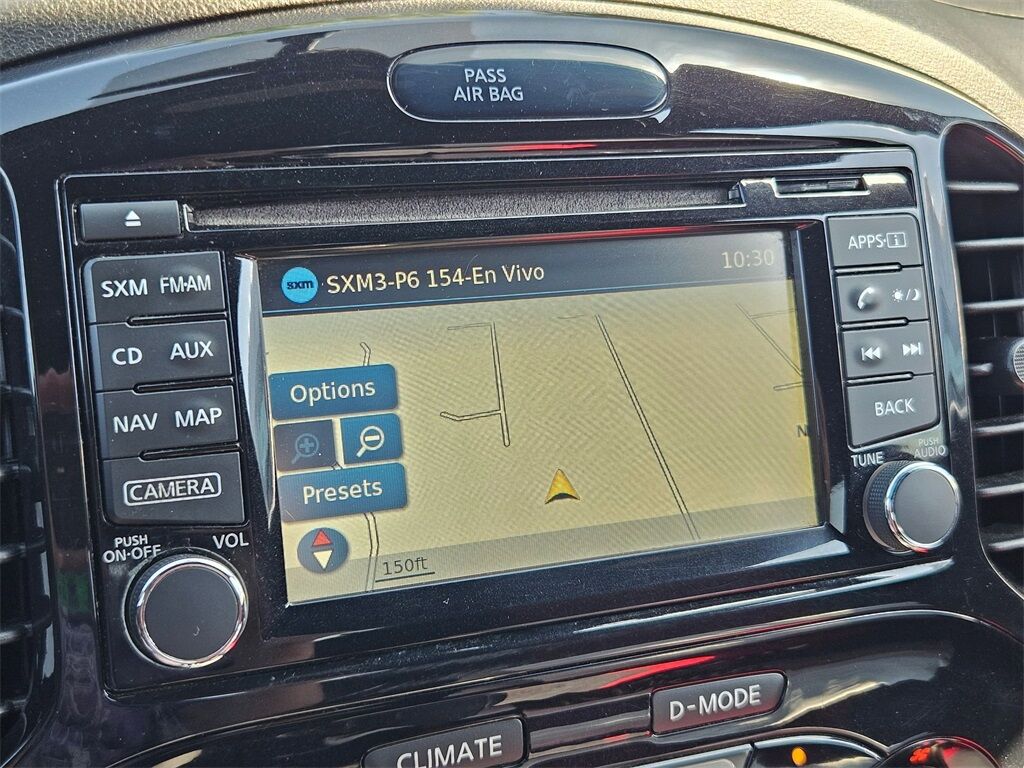 PASS
AIR BAG
SXM FM·AM
CD AUX
NAV MAP
CAMERA
PUSH
ON·OFF
VOL
sxm SXM3-P6 154-En Vivo 10:30
Options
Presets
150ft
N
APPS·i
BACK
TUNE
PUSH
AUDIO
CLIMATE
D-MODE